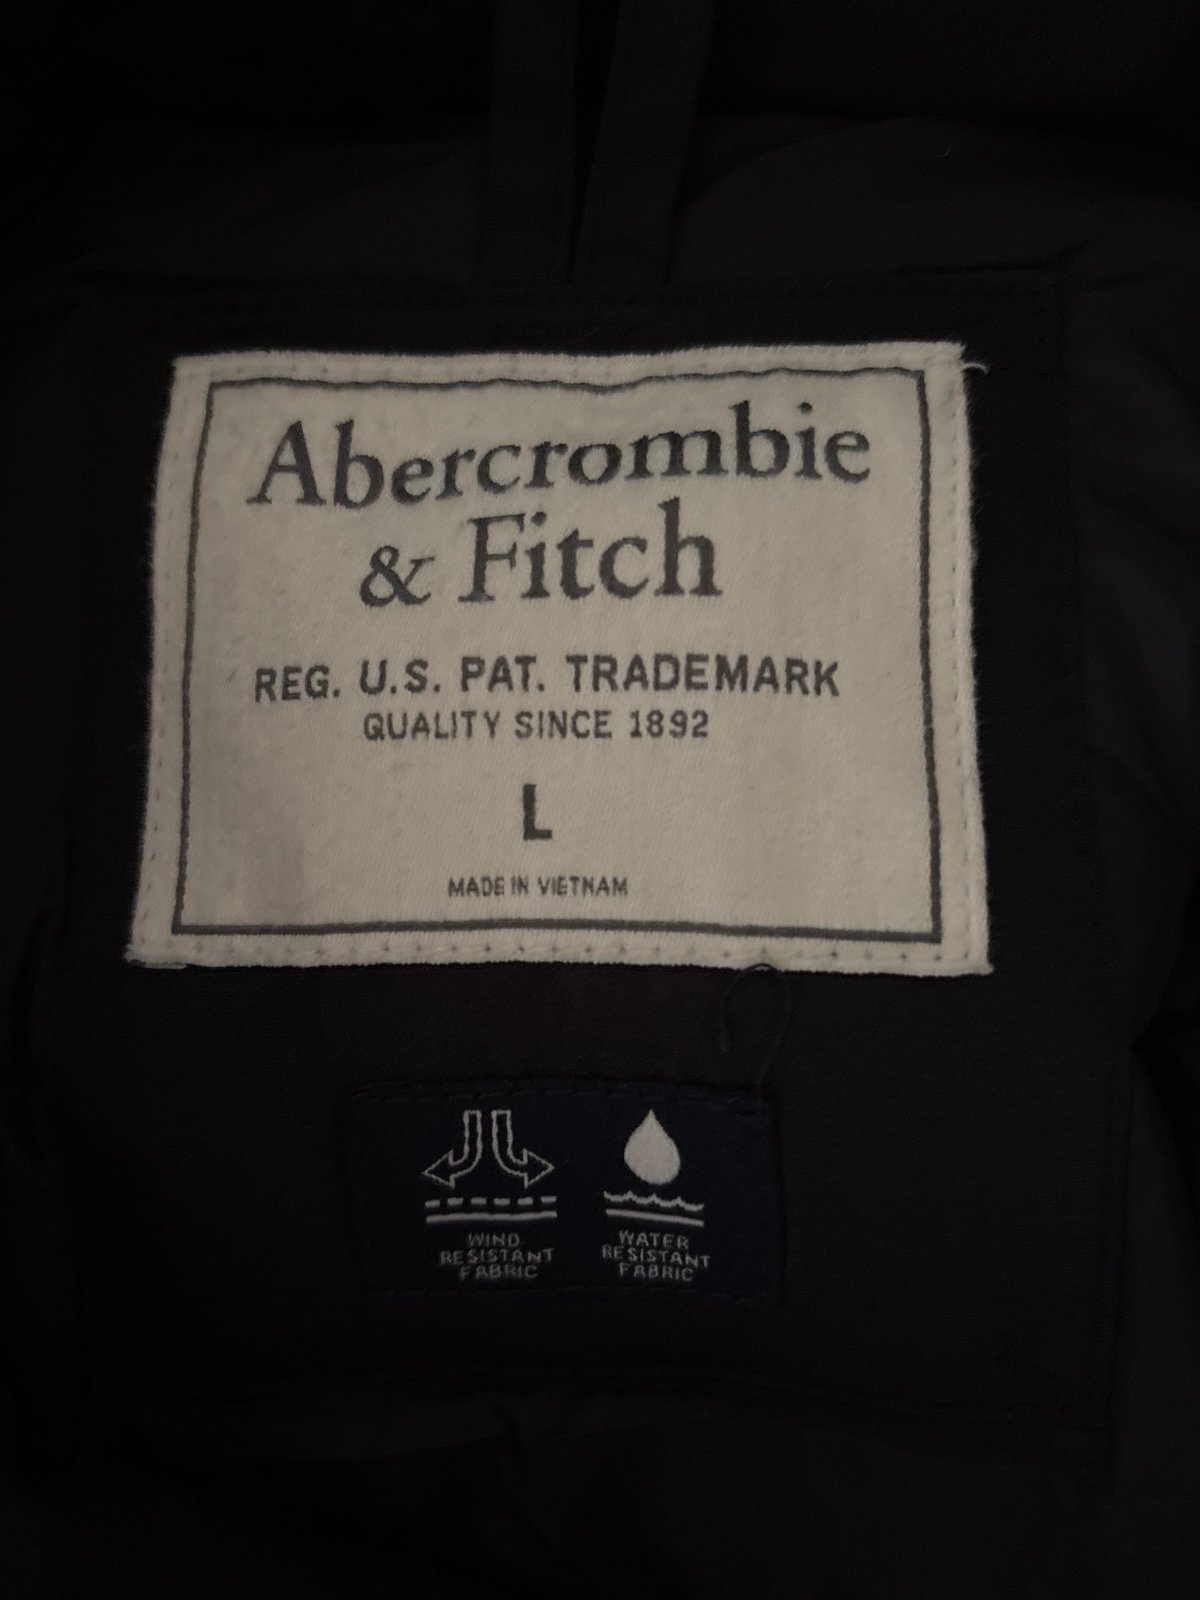 Abercrombie
& Fitch
REG. U.S. PAT. TRADEMARK
QUALITY SINCE 1892
L
MADE IN VIETNAM
WIND
RESISTANT
FABRIC
WATER
RESISTANT
FABRIC